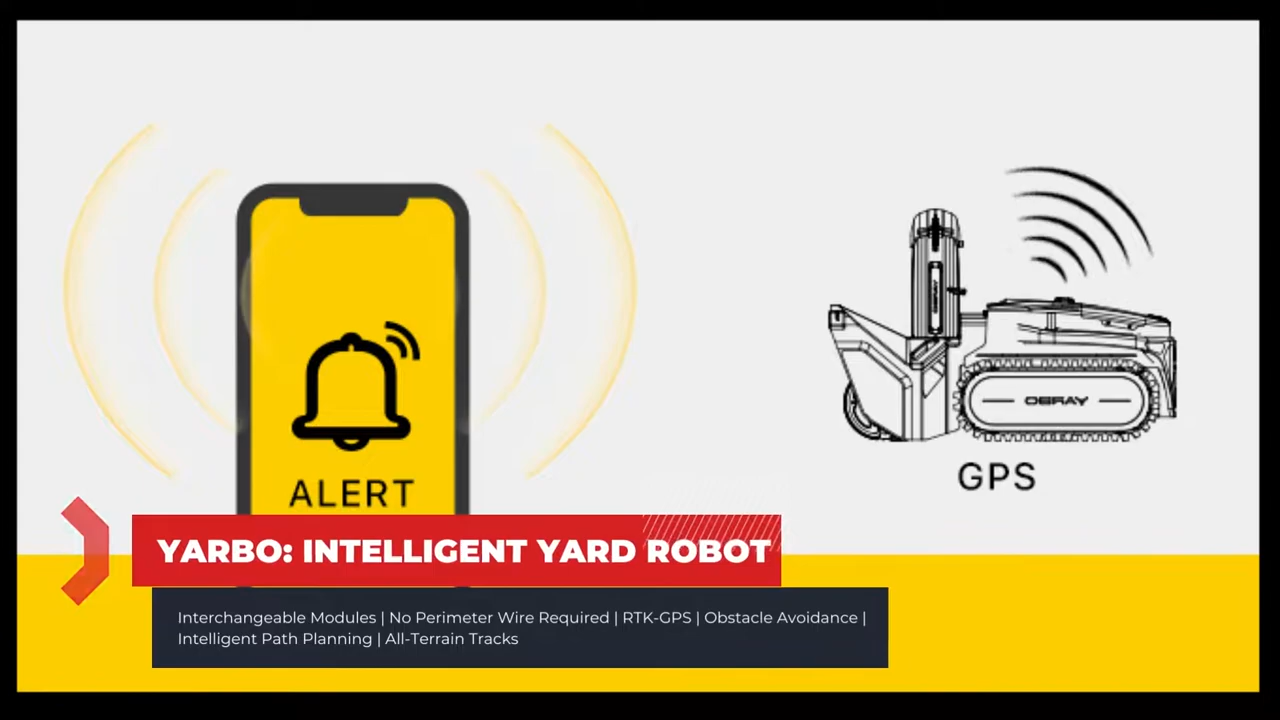 ALERT
OBRAY
GPS
YARBO: INTELLIGENT YARD ROBOT
Interchangeable Modules | No Perimeter Wire Required | RTK-GPS | Obstacle Avoidance |
Intelligent Path Planning | All-Terrain Tracks